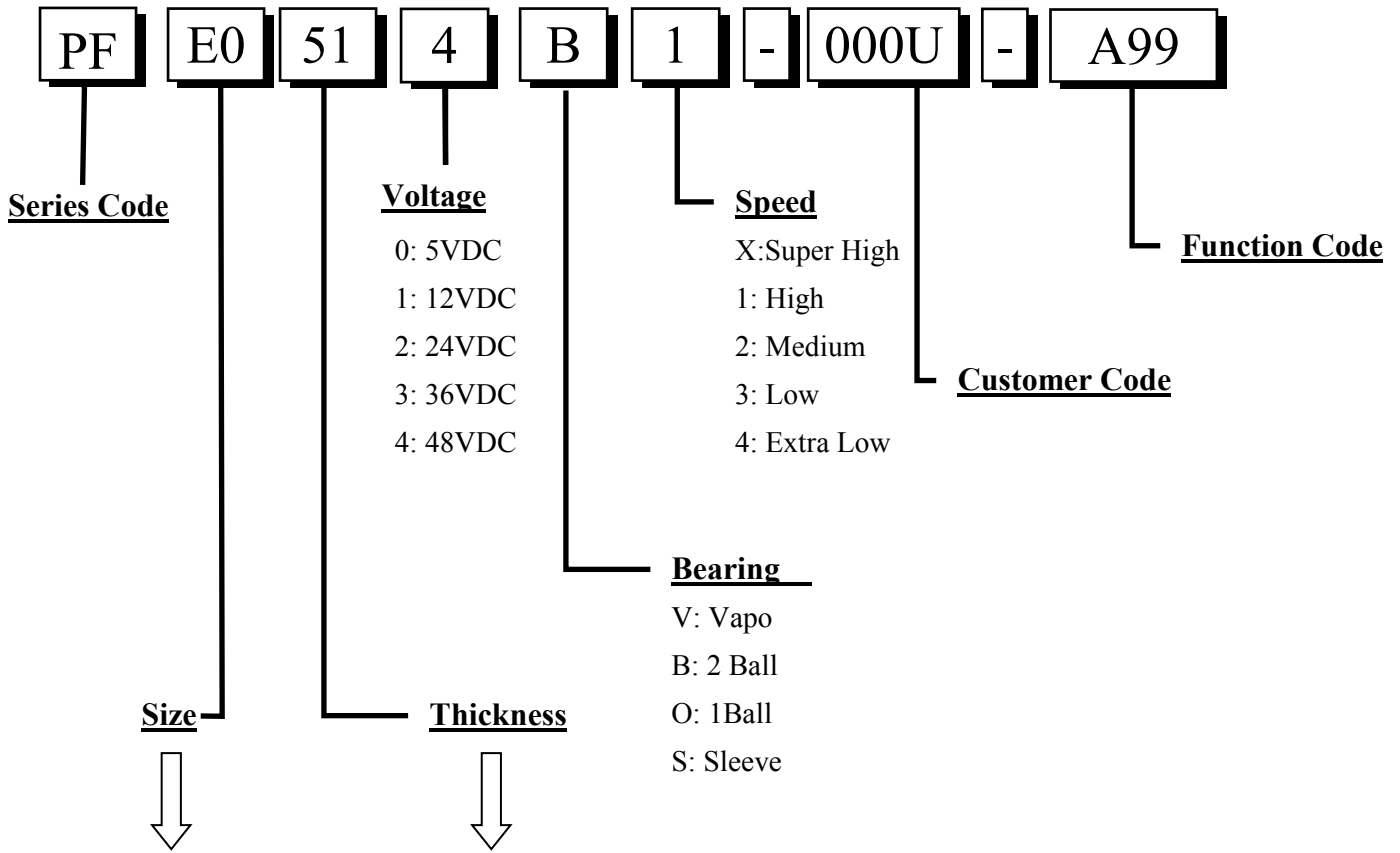 PF E0 51 4 B 1 - 000U - A99
Series Code
Voltage
0: 5VDC
1: 12VDC
2: 24VDC
3: 36VDC
4: 48VDC
Speed
X:Super High
1: High
2: Medium
3: Low
4: Extra Low
Function Code
Customer Code
Bearing
V: Vapo
B: 2 Ball
O: 1Ball
S: Sleeve
Size
Thickness